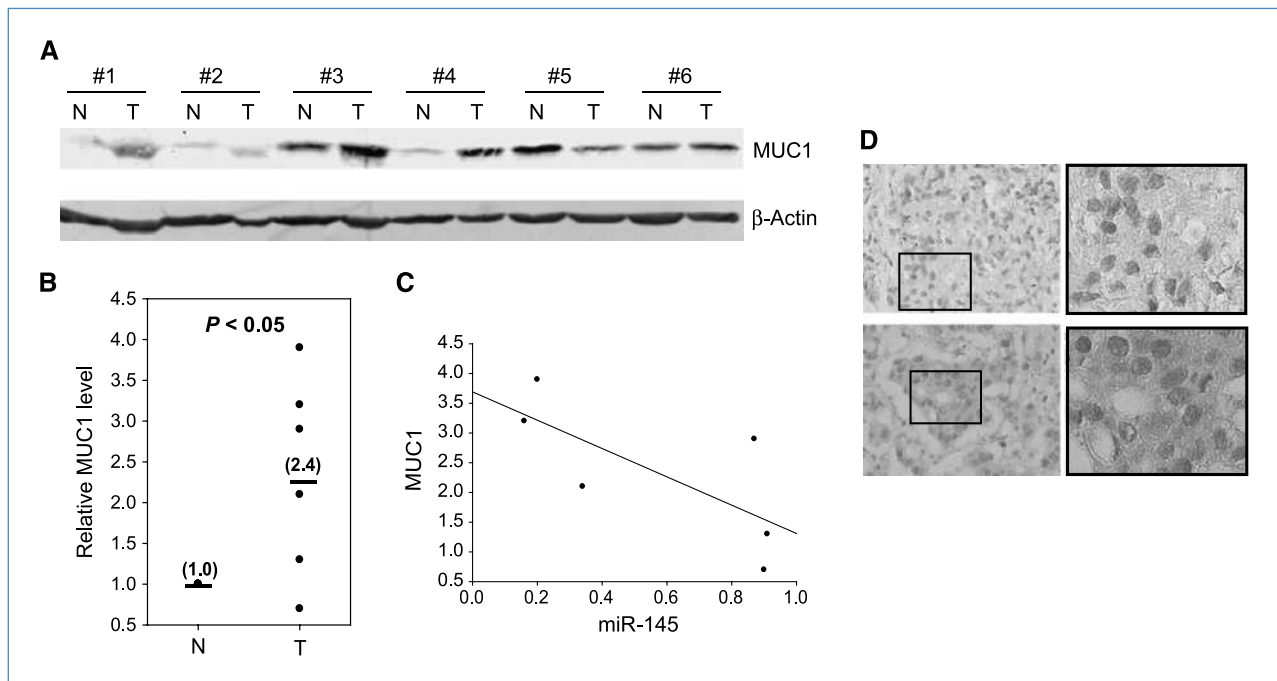 A
#1 #2 #3 #4 #5 #6
N T N T N T N T N T N T
MUC1
β-Actin
B
Relative MUC1 level
4.5
4.0
3.5
3.0
2.5
2.0
1.5
1.0
0.5
P < 0.05
(2.4)
(1.0)
N T
C
MUC1
4.5
4.0
3.5
3.0
2.5
2.0
1.5
1.0
0.5
0.0 0.2 0.4 0.6 0.8 1.0
miR-145
D